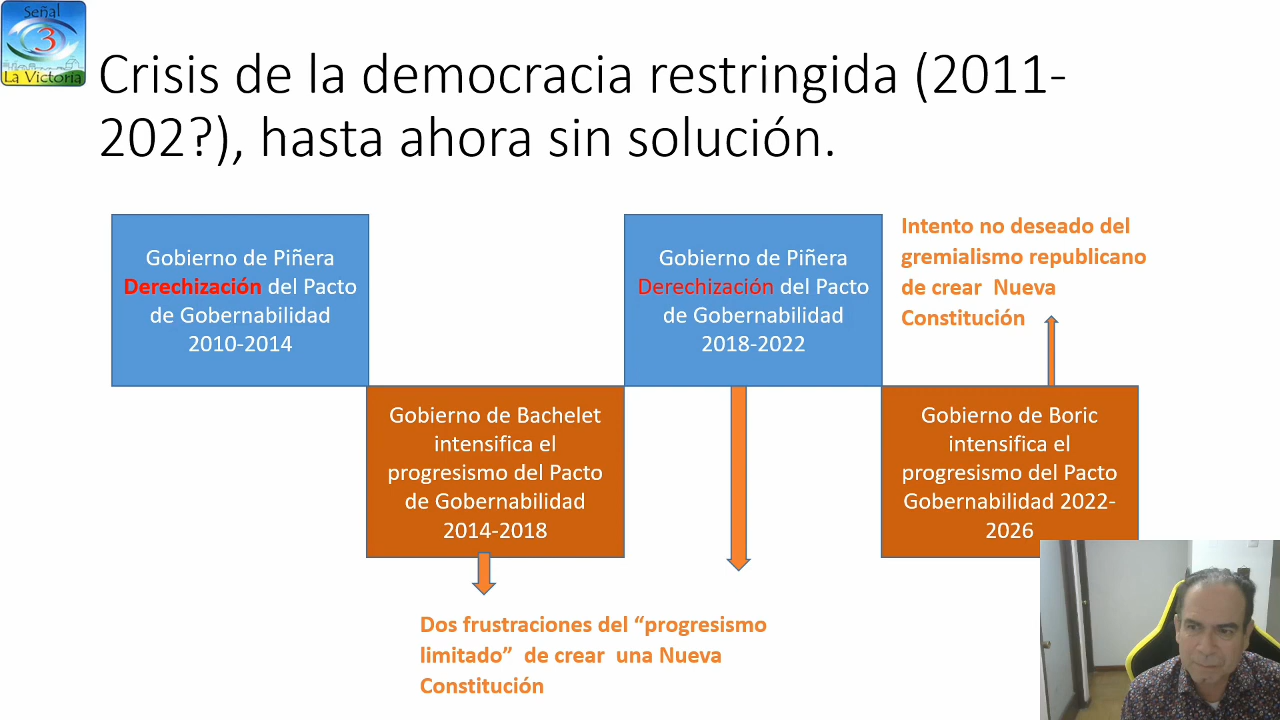 Señal
3
La Victoria
Crisis de la democracia restringida (2011-
202?), hasta ahora sin solución.
Gobierno de Piñera
Derechización del Pacto
de Gobernabilidad
2010-2014
Gobierno de Bachelet
intensifica el
progresismo del Pacto
de Gobernabilidad
2014-2018
Gobierno de Piñera
Derechización del Pacto
de Gobernabilidad
2018-2022
Intento no deseado del
gremialismo republicano
de crear Nueva
Constitución
Gobierno de Boric
intensifica el
progresismo del Pacto
Gobernabilidad 2022-
2026
Dos frustraciones del “progresismo
limitado” de crear una Nueva
Constitución